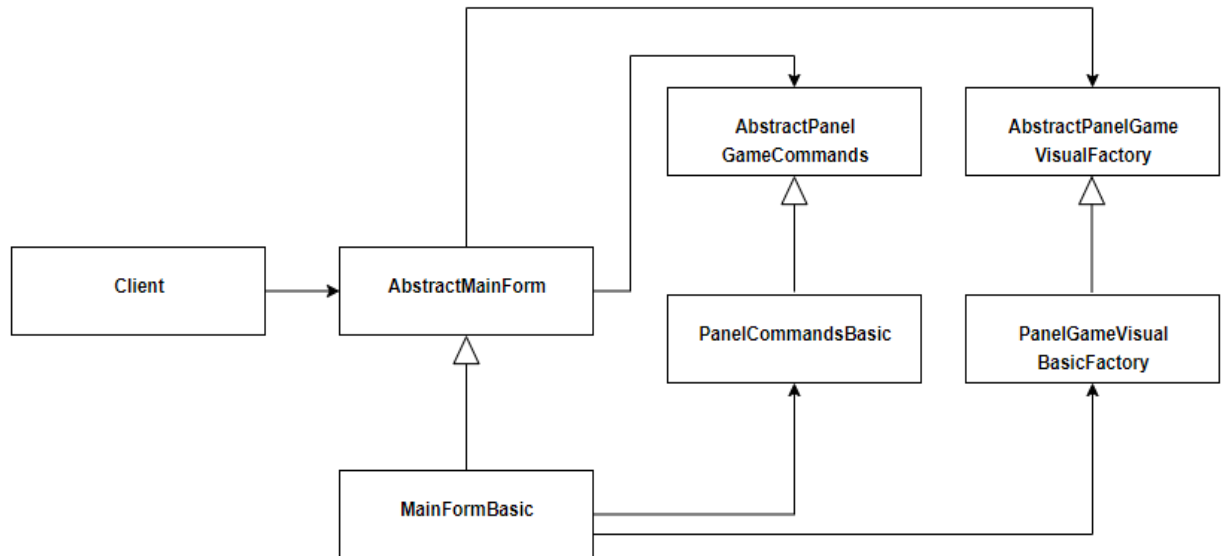 AbstractPanel
GameCommands
AbstractPanelGame
VisualFactory
Client
AbstractMainForm
PanelCommandsBasic
PanelGameVisual
BasicFactory
MainFormBasic